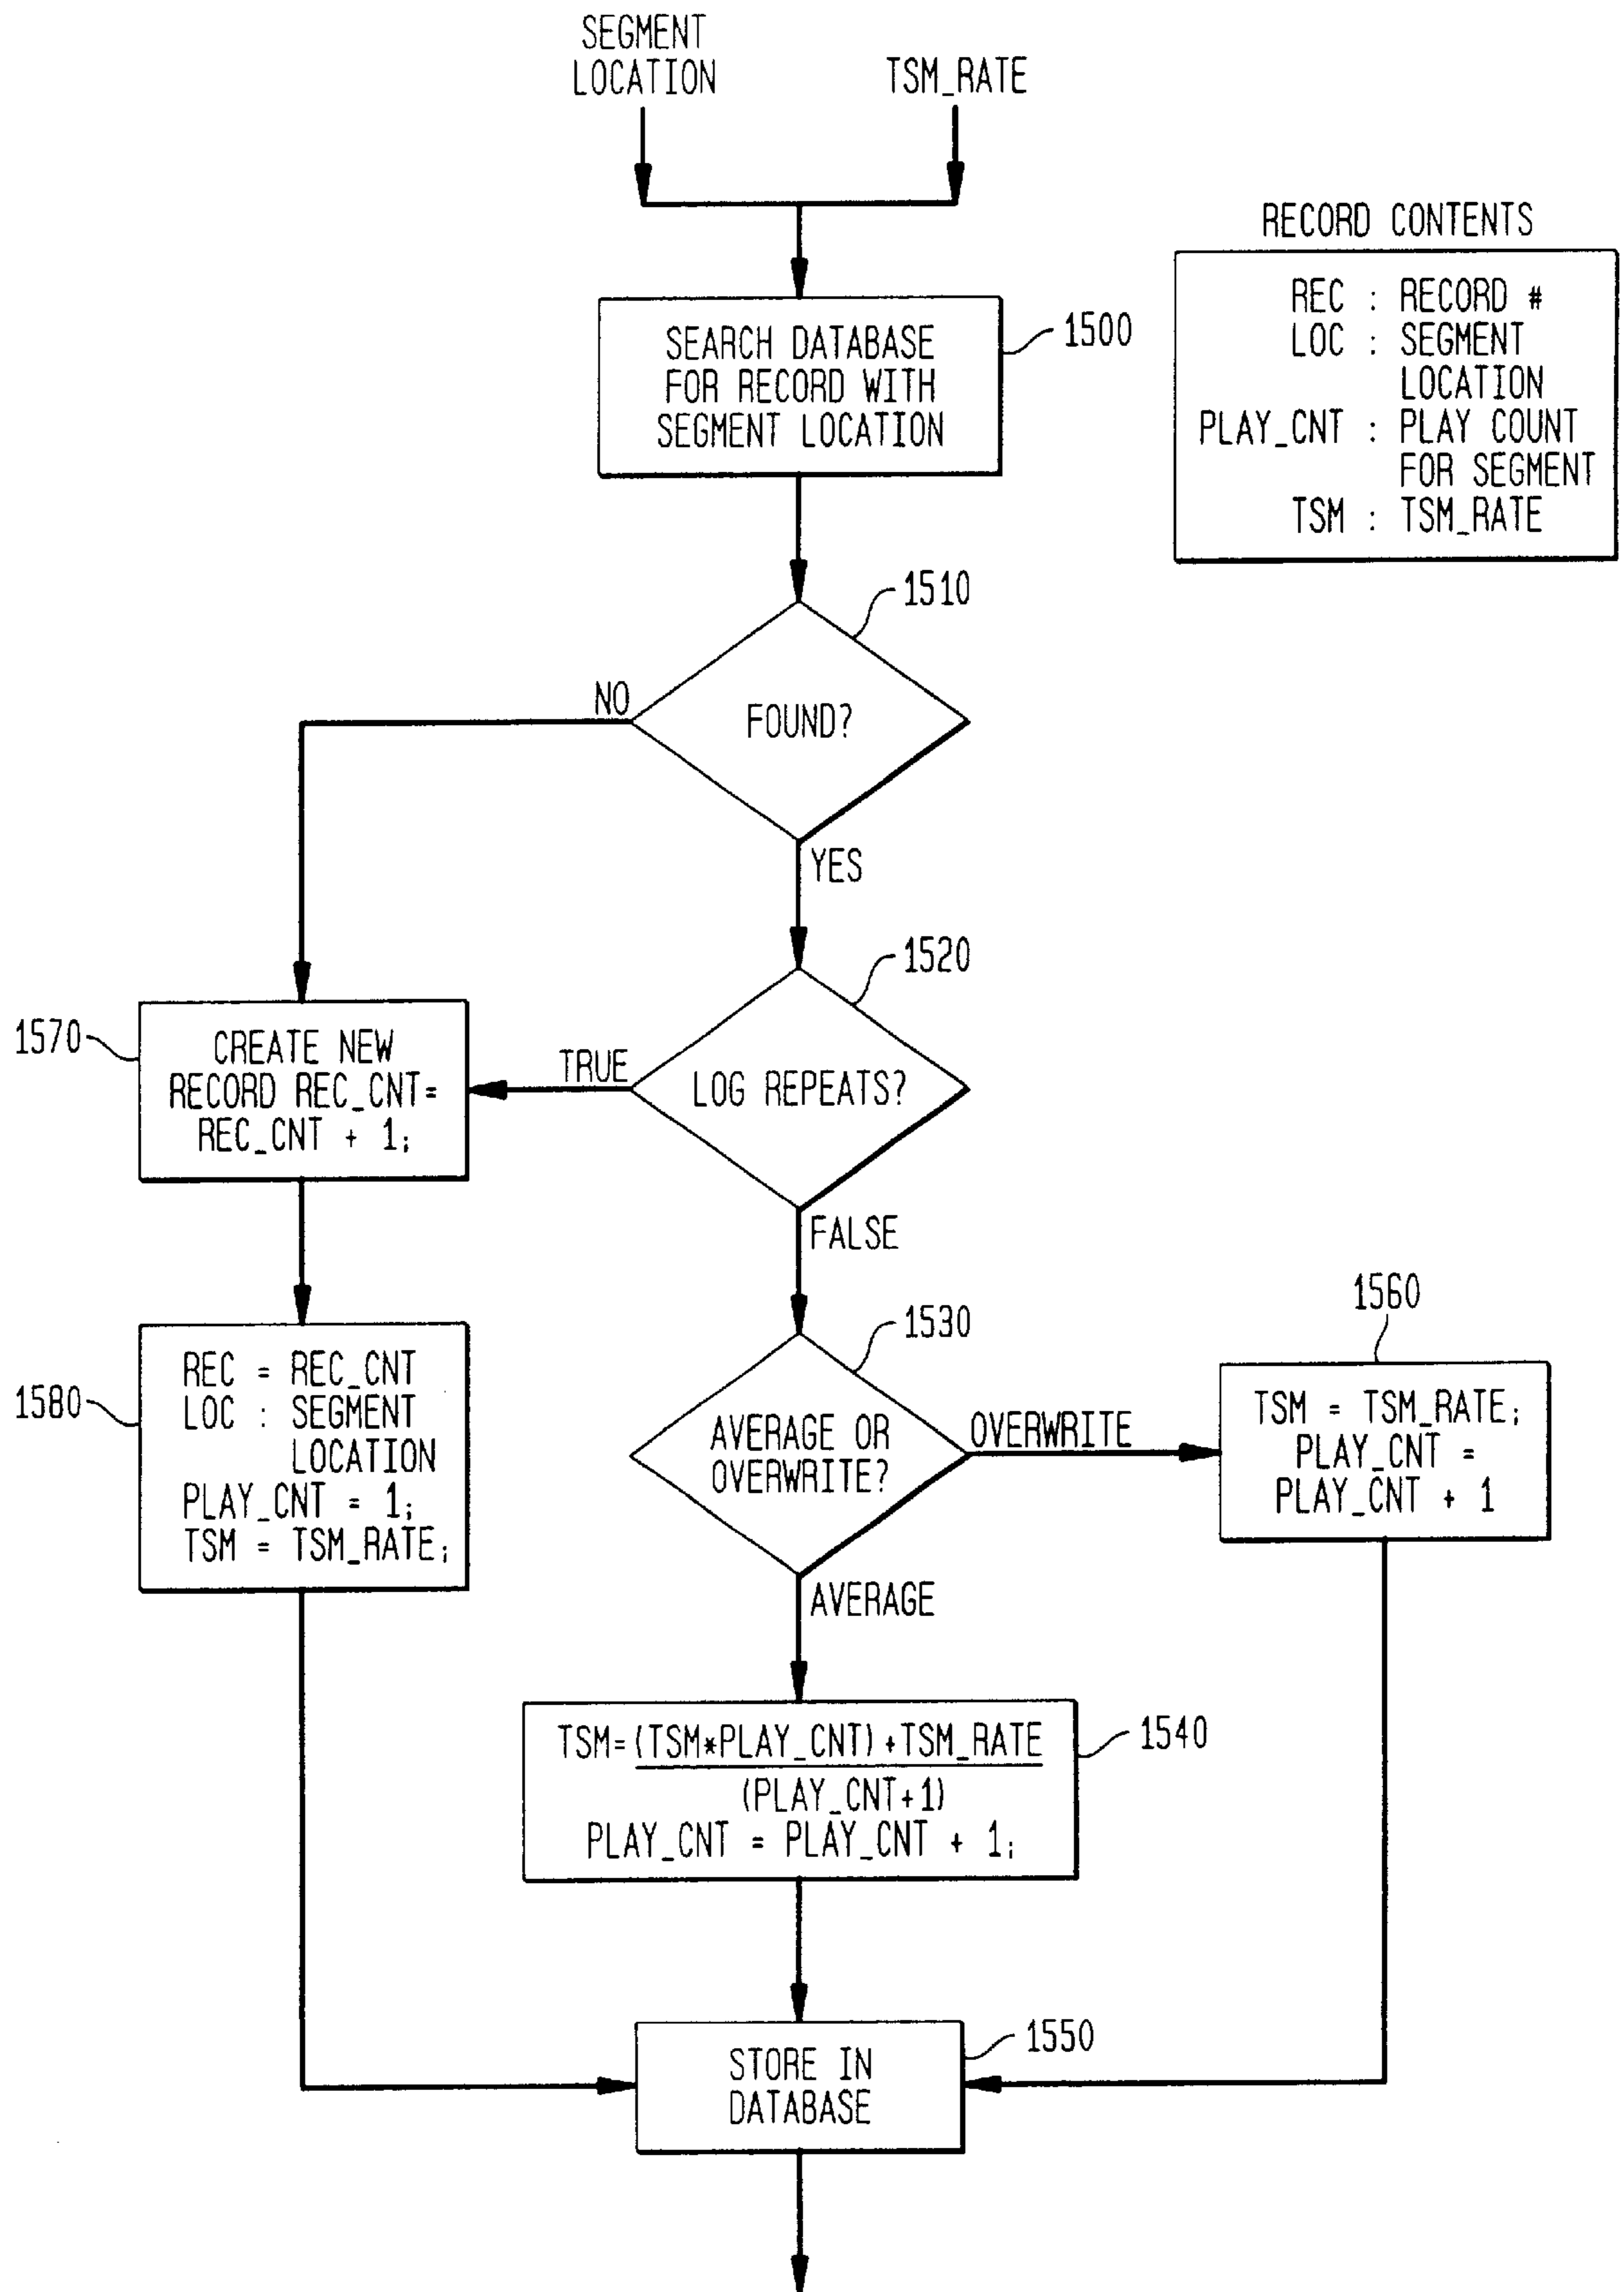 SEGMENT
LOCATION
TSM_RATE
RECORD CONTENTS
REC : RECORD #
LOC : SEGMENT
LOCATION
PLAY_CNT : PLAY COUNT
FOR SEGMENT
TSM : TSM_RATE
SEARCH DATABASE
FOR RECORD WITH
SEGMENT LOCATION
1500
1510
FOUND?
NO
YES
1520
LOG REPEATS?
TRUE
FALSE
1570
CREATE NEW
RECORD REC_CNT=
REC_CNT + 1;
1580
REC = REC_CNT
LOC : SEGMENT
LOCATION
PLAY_CNT = 1;
TSM = TSM_RATE;
1530
AVERAGE OR
OVERWRITE?
OVERWRITE
AVERAGE
1560
TSM = TSM_RATE;
PLAY_CNT =
PLAY_CNT + 1
1540
TSM=(TSM*PLAY_CNT)+TSM_RATE
(PLAY_CNT+1)
PLAY_CNT = PLAY_CNT + 1;
1550
STORE IN
DATABASE